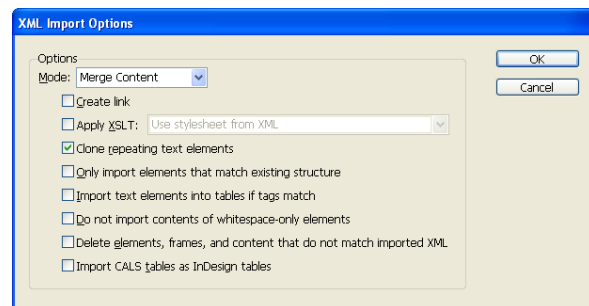 XML Import Options
Options
Mode: Merge Content
Create link
Apply XSLT: Use stylesheet from XML
Clone repeating text elements
Only import elements that match existing structure
Import text elements into tables if tags match
Do not import contents of whitespace-only elements
Delete elements, frames, and content that do not match imported XML
Import CALS tables as InDesign tables
OK
Cancel